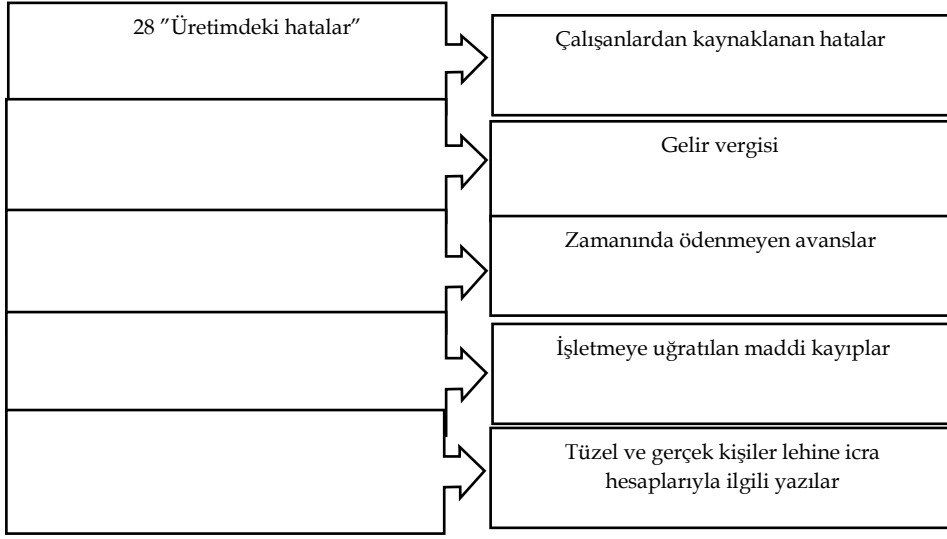 28 ”Üretimdeki hatalar”
Çalışanlardan kaynaklanan hatalar
Gelir vergisi
Zamanında ödenmeyen avanslar
İşletmeye uğratılan maddi kayıplar
Tüzel ve gerçek kişiler lehine icra
hesaplarıyla ilgili yazılar